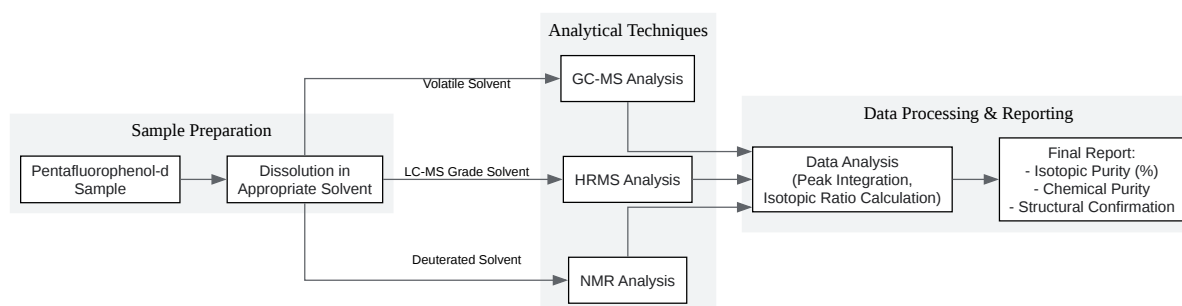 Analytical Techniques
Volatile Solvent
GC-MS Analysis
Sample Preparation
Data Processing & Reporting
Pentafluorophenol-d
Sample
Dissolution in
Appropriate Solvent
LC-MS Grade Solvent
HRMS Analysis
Data Analysis
(Peak Integration,
Isotopic Ratio Calculation)
Final Report:
- Isotopic Purity (%)
- Chemical Purity
- Structural Confirmation
Deuterated Solvent
NMR Analysis